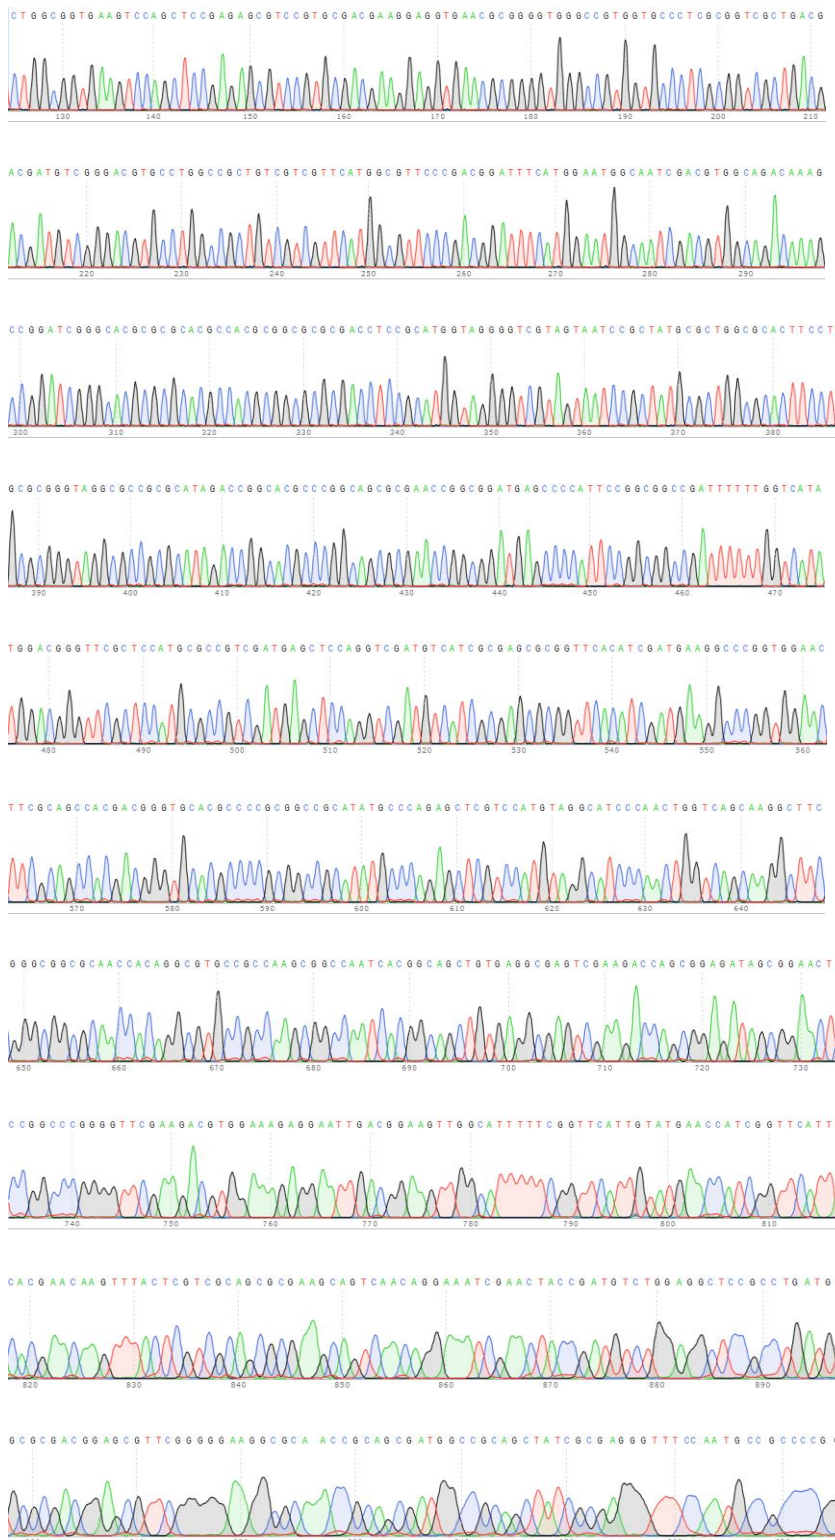 CTGGCGGTGAAGTCCAGCTCCGAGAGCGTCCGTGCGACGAAGGAGGTGAACGCGGGGTGGGCCGTGGTGCCCTCGCGGTCGCTGACG
130 140 150 160 170 180 190 200 210
ACGATGTCGGGACGTGCCTGGCCGCTGTCGTCGTTCATGGCGTTCCCGACGGATTTCATGGAATGGCAATCGACGTGGCAGACAAAG
220 230 240 250 260 270 280 290
CCGGATCGGGCACGCGCGCACGCCACGCGGCGCGCGACCTCCGCATGGTAGGGGTCGTAGTAATCCGCTATGCGCTGGCGCACTTCCT
300 310 320 330 340 350 360 370 380
GCGCGGGTAGGCGCCGCGCATAGACCGGCACGCCCGGCAGCGCGAACCGGCGGATGAGCCCCATTCCGGCGGCCGATTTTTTGGTCATA
390 400 410 420 430 440 450 460 470
TGGACGGGTTCGCTCCATGCGCCGTCGATGAGCTCCAGGTCGATGTCATCGCGAGCGCGGTTCACATCGATGAAGGCCCGGTGGAAC
480 490 500 510 520 530 540 550 560
TTCGCAGCCACGACGGGTGCACGCCCCGCGGCCGCATATGCCCAGAGCTCGTCCATGTAGGCATCCCAACTGGTCAGCAAGGCTTC
570 580 590 600 610 620 630 640
GGGCGGCGCAACCACAGGCGTGCCGCCAAGCGGCCAATCACGGCAGCTGTGAGGCGAGTCGAAGACCAGCGGAGATAGCGGAACT
650 660 670 680 690 700 710 720 730
CCGGCCCGGGGTTCGAAGACGTGGAAAGAGGAATTGACGGAAGTTGGCATTTTTCGGTTCATTGTATGAACCATCGGTTCATT
740 750 760 770 780 790 800 810
CACGAACAAGTTTACTCGTCGCAGCGCGAAGCAGTCAACAGGAAATCGAACTACCGATGTCTGGAGGCTCCGCCTGATG
820 830 840 850 860 870 880 890
GCGCGACGGAGCGTTCGGGGGAAGGCGCA ACCGCAGCGATGGCCGCAGCTATCGCGAGGGTTTCCAATGCCGCCCCG